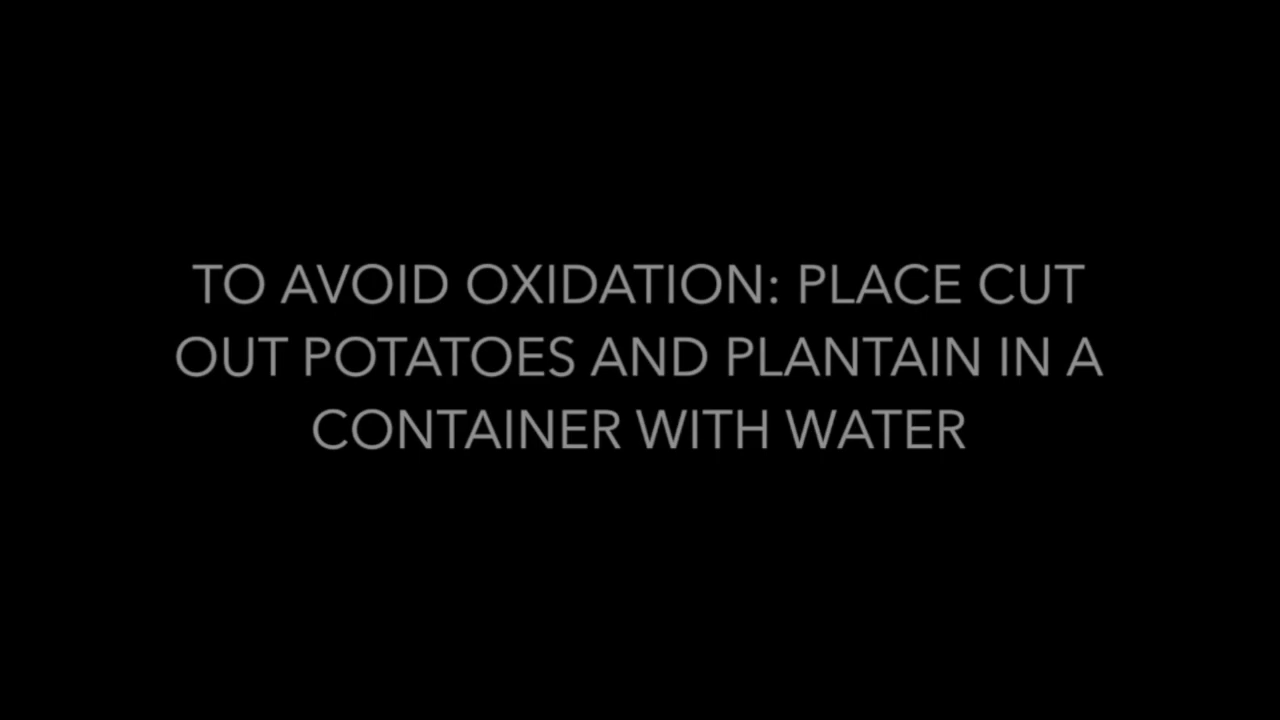 TO AVOID OXIDATION: PLACE CUT
OUT POTATOES AND PLANTAIN IN A
CONTAINER WITH WATER